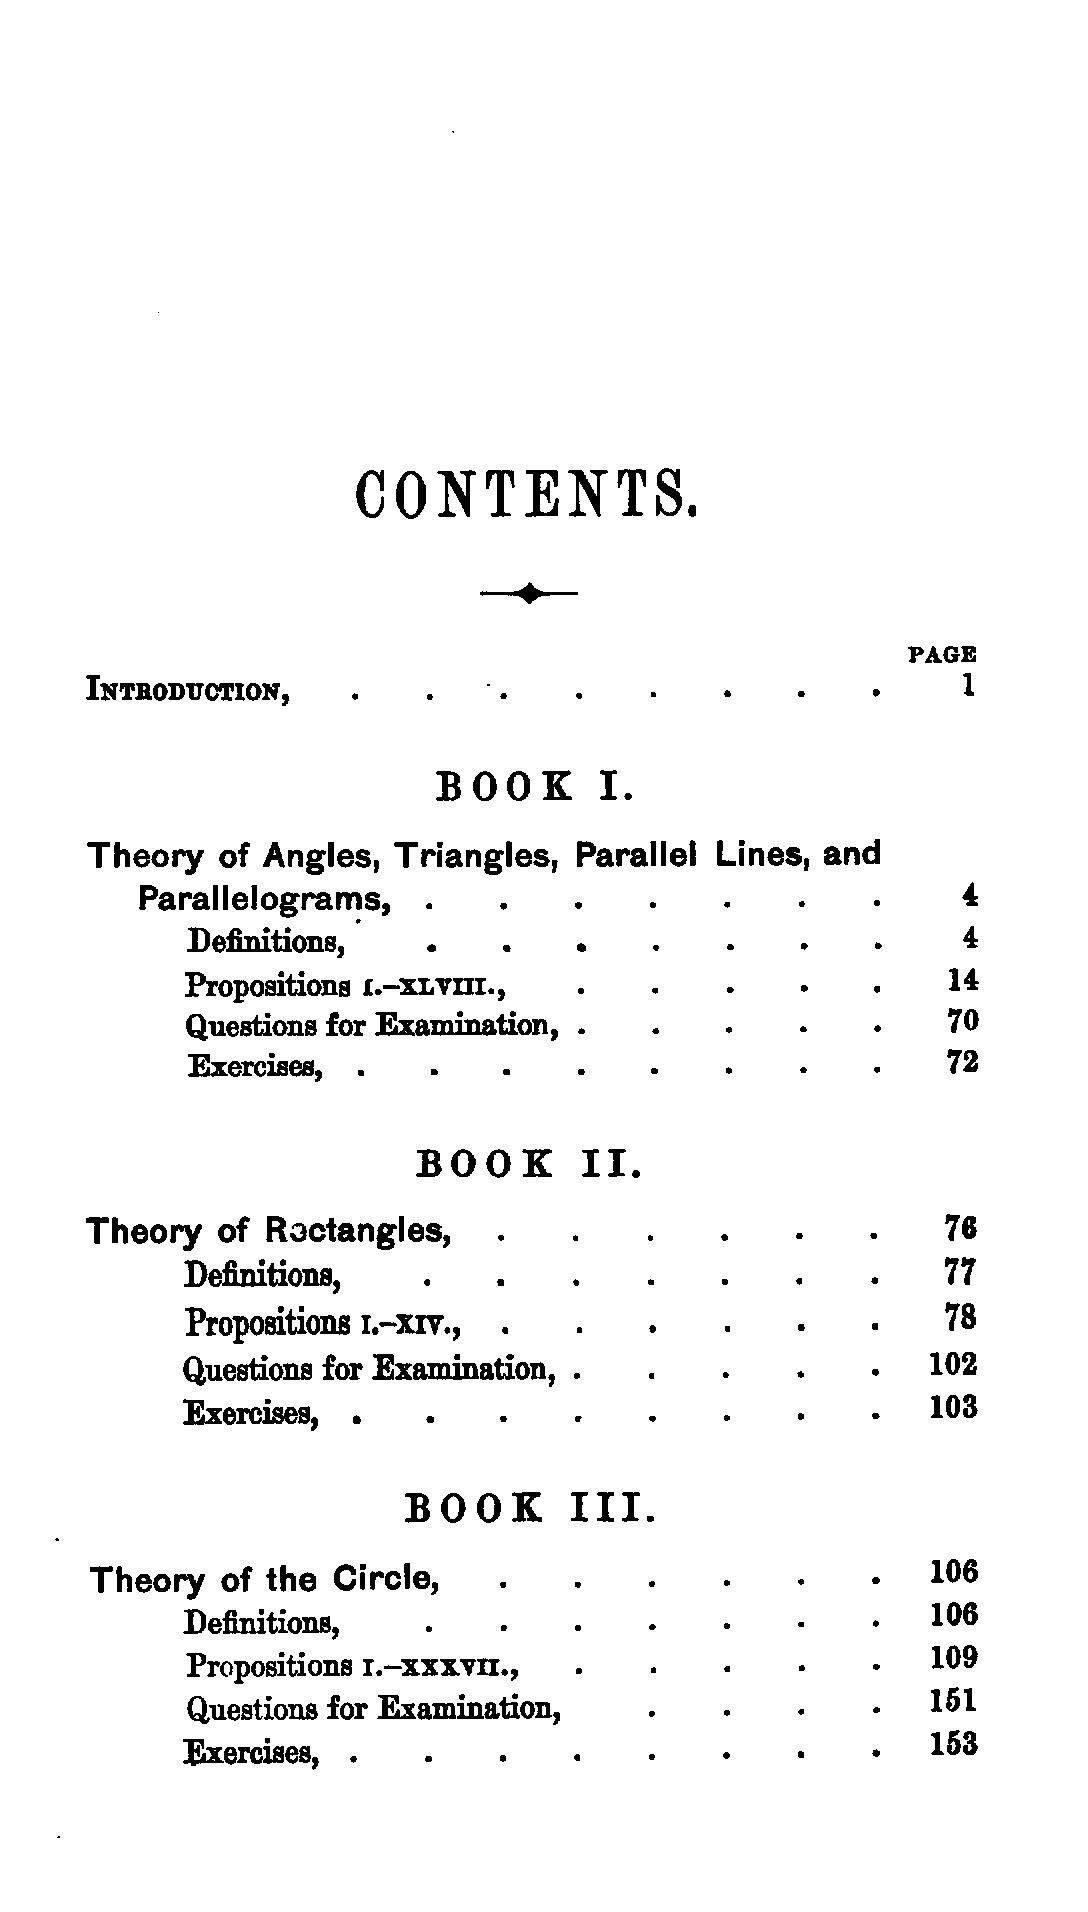 CONTENTS.
PAGE
INTRODUCTION, . . . . . . . . 1
BOOK I.
Theory of Angles, Triangles, Parallel Lines, and
Parallelograms, . . . . . . . 4
Definitions, . . . . . . . 4
Propositions I.–XLVIII., . . . . . 14
Questions for Examination, . . . . . 70
Exercises, . . . . . . . . 72
BOOK II.
Theory of Rectangles, . . . . . . 76
Definitions, . . . . . . . 77
Propositions I.–XIV., . . . . . . 78
Questions for Examination, . . . . . 102
Exercises, . . . . . . . . 103
BOOK III.
Theory of the Circle, . . . . . . 106
Definitions, . . . . . . . 106
Propositions I.–XXXVII., . . . . . 109
Questions for Examination, . . . . 151
Exercises, . . . . . . . . 153